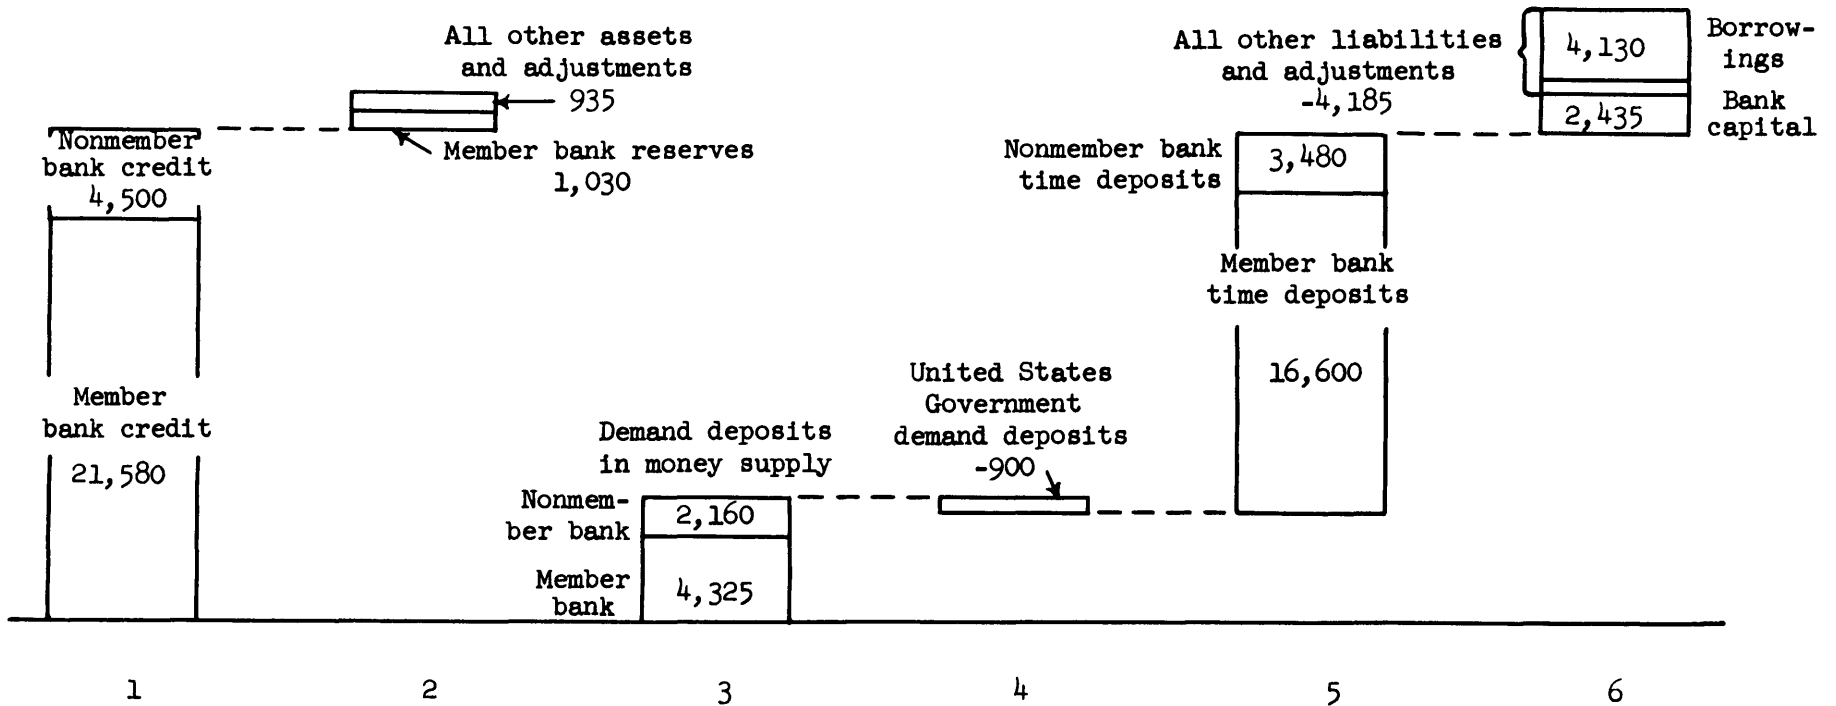 All other assets
and adjustments
935
Nonmember
bank credit
4,500
Member bank reserves
1,030
Member
bank credit
21,580
Demand deposits
in money supply
Nonmem-
ber bank
2,160
Member
bank
4,325
United States
Government
demand deposits
-900
All other liabilities
and adjustments
-4,185
Nonmember bank
time deposits
3,480
Member bank
time deposits
16,600
4,130
Borrow-
ings
2,435
Bank
capital
1
2
3
4
5
6